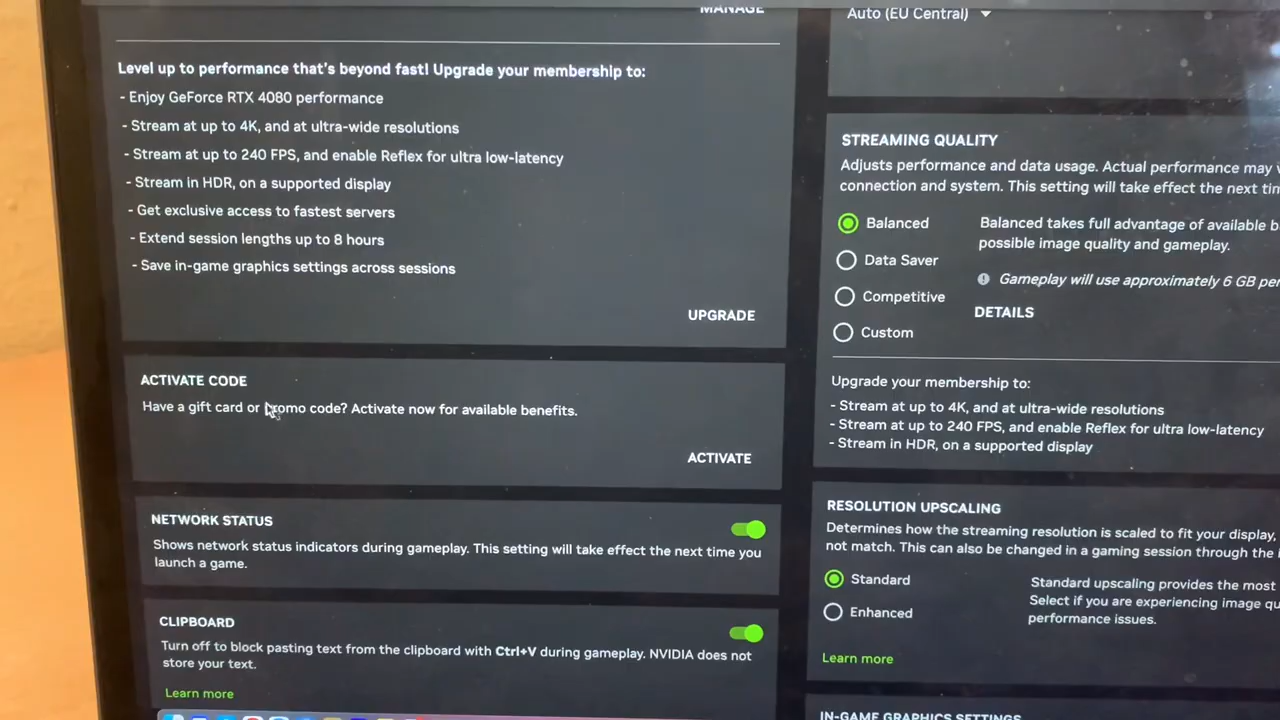 MANAGE
Level up to performance that's beyond fast! Upgrade your membership to:
- Enjoy GeForce RTX 4080 performance
- Stream at up to 4K, and at ultra-wide resolutions
- Stream at up to 240 FPS, and enable Reflex for ultra low-latency
- Stream in HDR, on a supported display
- Get exclusive access to fastest servers
- Extend session lengths up to 8 hours
- Save in-game graphics settings across sessions
UPGRADE
ACTIVATE CODE
Have a gift card or promo code? Activate now for available benefits.
ACTIVATE
NETWORK STATUS
Shows network status indicators during gameplay. This setting will take effect the next time you
launch a game.
CLIPBOARD
Turn off to block pasting text from the clipboard with Ctrl+V during gameplay. NVIDIA does not
store your text.
Learn more
Auto (EU Central)
STREAMING QUALITY
Adjusts performance and data usage. Actual performance may
connection and system. This setting will take effect the next
Balanced
Data Saver
Competitive
Custom
Balanced takes full advantage of available
possible image quality and gameplay.
Gameplay will use approximately 6 GB
DETAILS
Upgrade your membership to:
- Stream at up to 4K, and at ultra-wide resolutions
- Stream at up to 240 FPS, and enable Reflex for ultra low-latency
- Stream in HDR, on a supported display
RESOLUTION UPSCALING
Determines how the streaming resolution is scaled to fit your display,
not match. This can also be changed in a gaming session through the
Standard
Enhanced
Standard upscaling provides the most
Select if you are experiencing image
performance issues.
Learn more
IN-GAME GRAPHICS SETTINGS